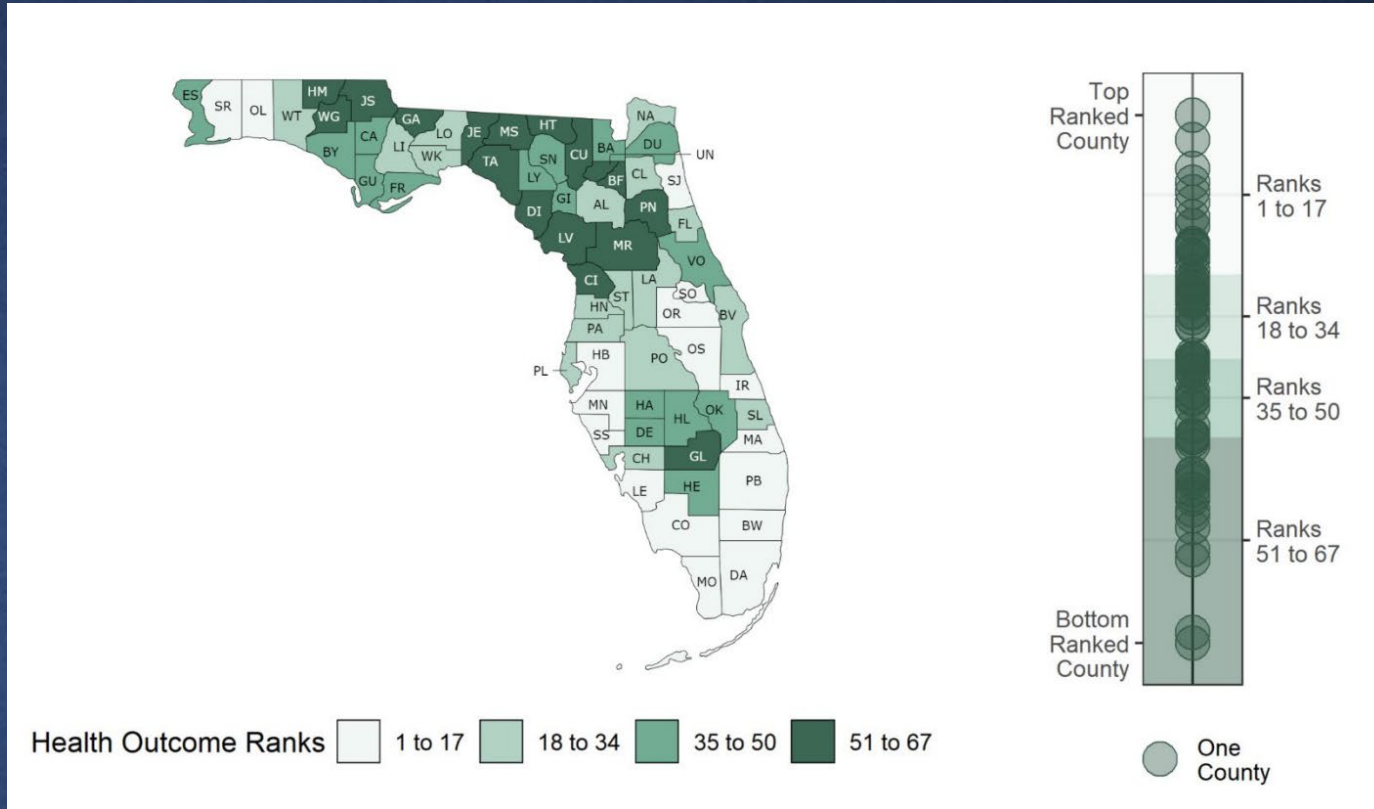 ES
SR
OL
WT
HM
WG
JS
BY
CA
GU
FR
LI
GA
LO
WK
JE
MS
TA
HT
SN
LY
CU
BA
NA
DU
UN
BF
CL
SJ
DI
GI
AL
PN
FL
LV
MR
VO
CI
ST
LA
HN
SO
OR
BV
PA
HB
PL
PO
OS
IR
MN
HA
HL
OK
SL
SS
DE
MA
CH
GL
LE
HE
PB
CO
BW
MO
DA
Top
Ranked
County
Ranks
1 to 17
Ranks
18 to 34
Ranks
35 to 50
Ranks
51 to 67
Bottom
Ranked
County
Health Outcome Ranks 1 to 17 18 to 34 35 to 50 51 to 67
One
County